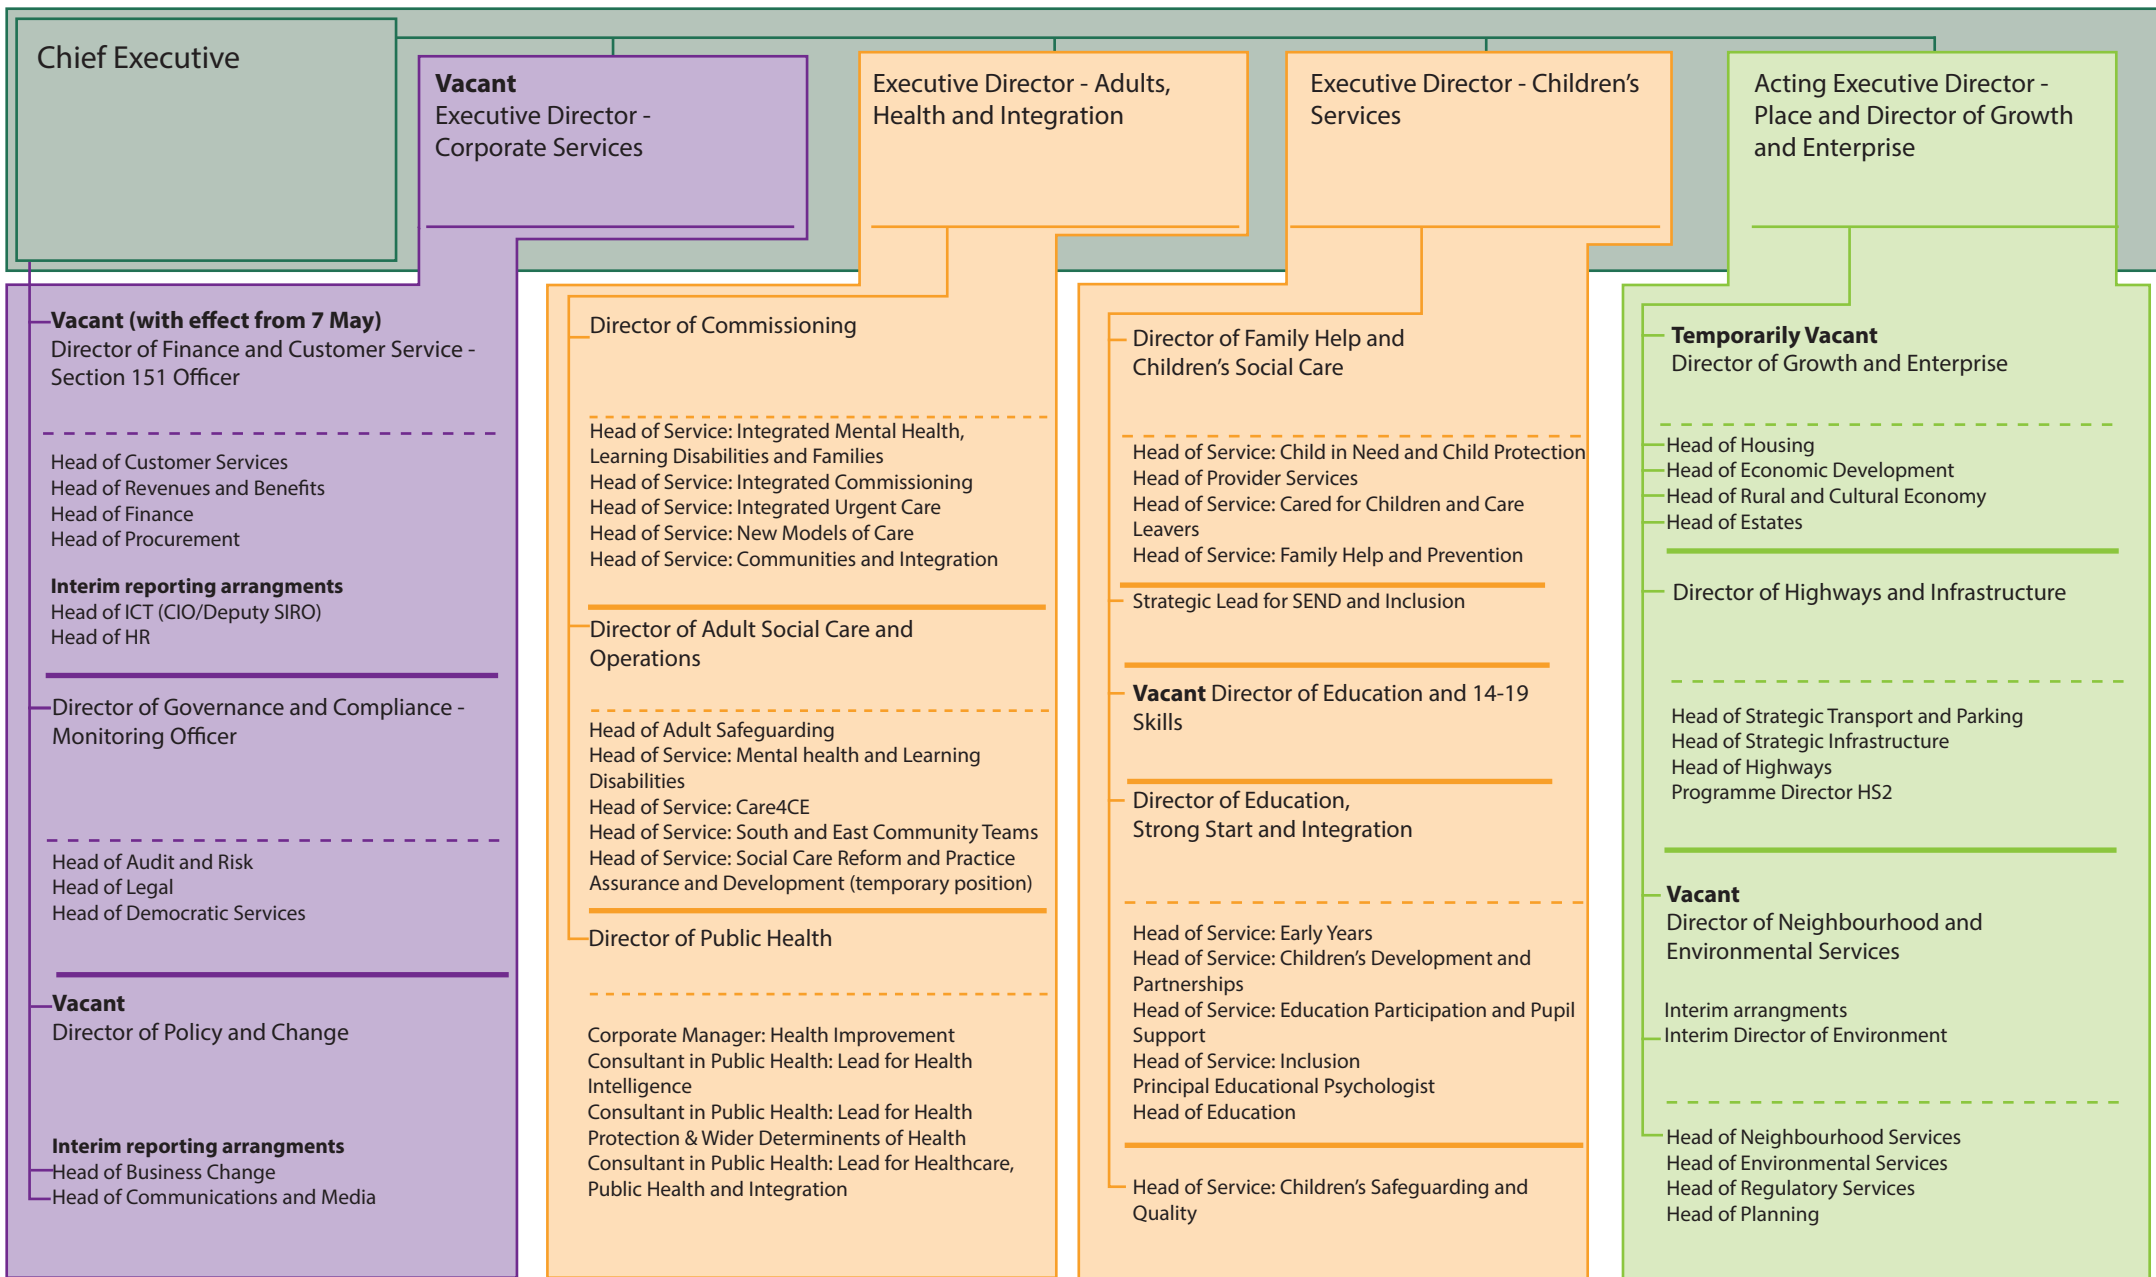 Chief Executive
Vacant
Executive Director -
Corporate Services
Executive Director - Adults,
Health and Integration
Executive Director - Children's
Services
Acting Executive Director -
Place and Director of Growth
and Enterprise
Vacant (with effect from 7 May)
Director of Finance and Customer Service -
Section 151 Officer
Head of Customer Services
Head of Revenues and Benefits
Head of Finance
Head of Procurement
Interim reporting arrangments
Head of ICT (CIO/Deputy SIRO)
Head of HR
Director of Governance and Compliance -
Monitoring Officer
Head of Audit and Risk
Head of Legal
Head of Democratic Services
Vacant
Director of Policy and Change
Interim reporting arrangments
Head of Business Change
Head of Communications and Media
Director of Commissioning
Head of Service: Integrated Mental Health,
Learning Disabilities and Families
Head of Service: Integrated Commissioning
Head of Service: Integrated Urgent Care
Head of Service: New Models of Care
Head of Service: Communities and Integration
Director of Adult Social Care and
Operations
Head of Adult Safeguarding
Head of Service: Mental health and Learning
Disabilities
Head of Service: Care4CE
Head of Service: South and East Community Teams
Head of Service: Social Care Reform and Practice
Assurance and Development (temporary position)
Director of Public Health
Corporate Manager: Health Improvement
Consultant in Public Health: Lead for Health
Intelligence
Consultant in Public Health: Lead for Health
Protection & Wider Determinents of Health
Consultant in Public Health: Lead for Healthcare,
Public Health and Integration
Director of Family Help and
Children's Social Care
Head of Service: Child in Need and Child Protection
Head of Provider Services
Head of Service: Cared for Children and Care
Leavers
Head of Service: Family Help and Prevention
Strategic Lead for SEND and Inclusion
Vacant Director of Education and 14-19
Skills
Director of Education,
Strong Start and Integration
Head of Service: Early Years
Head of Service: Children's Development and
Partnerships
Head of Service: Education Participation and Pupil
Support
Head of Service: Inclusion
Principal Educational Psychologist
Head of Education
Head of Service: Children's Safeguarding and
Quality
Temporarily Vacant
Director of Growth and Enterprise
Head of Housing
Head of Economic Development
Head of Rural and Cultural Economy
Head of Estates
Director of Highways and Infrastructure
Head of Strategic Transport and Parking
Head of Strategic Infrastructure
Head of Highways
Programme Director HS2
Vacant
Director of Neighbourhood and
Environmental Services
Interim arrangments
Interim Director of Environment
Head of Neighbourhood Services
Head of Environmental Services
Head of Regulatory Services
Head of Planning